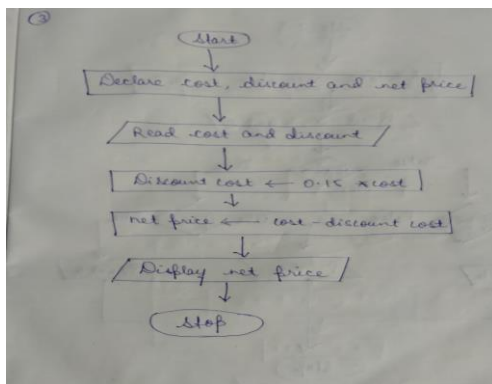 3
Start
Declare cost, discount and net price
Read cost and discount
Discount cost ← 0.15 * cost
net price ← cost - discount cost
Display net price
Stop